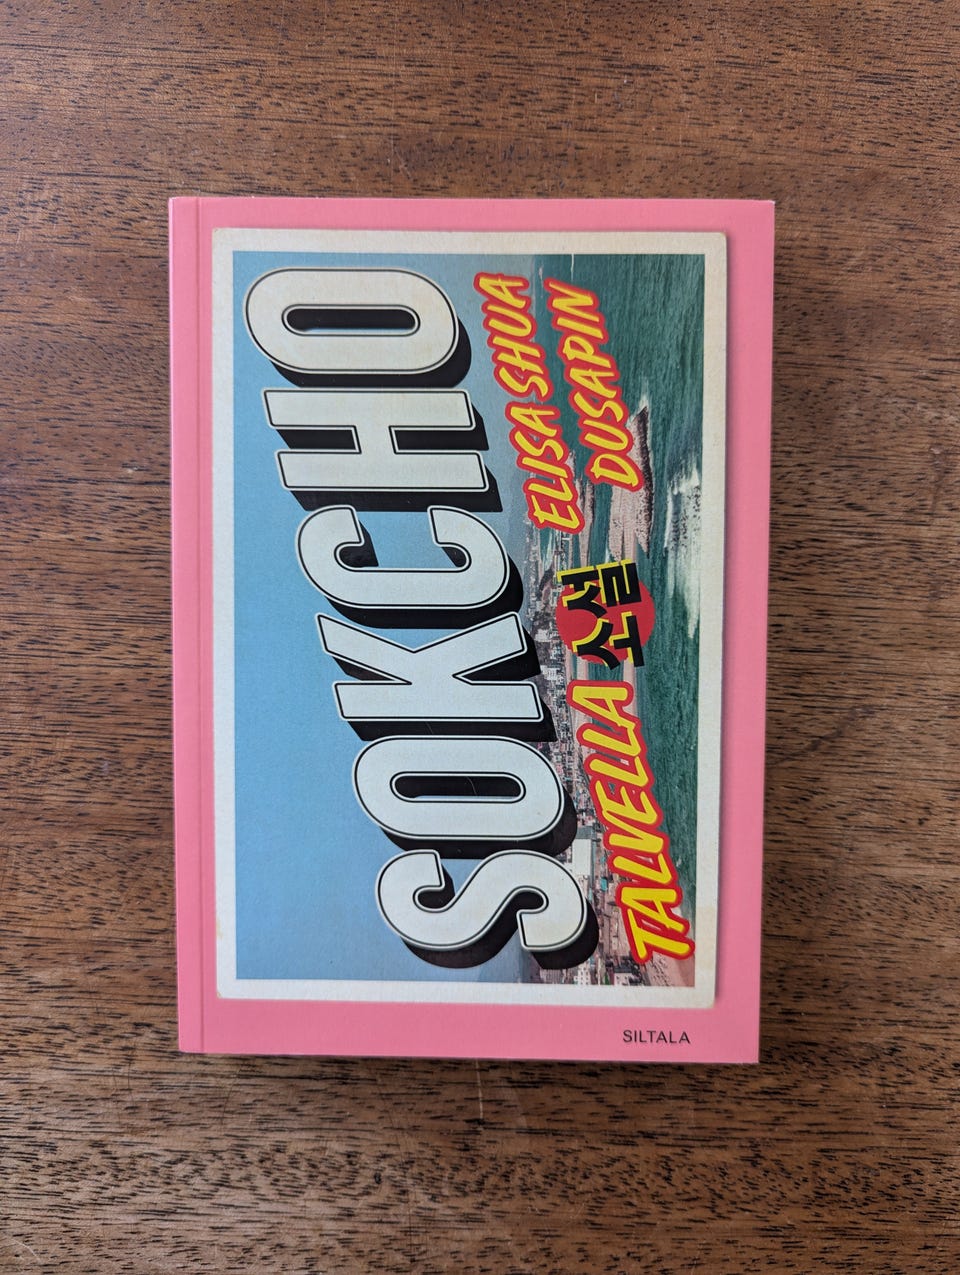 SOKCHO
ELISA SHUA
DUSAPIN
TALVELLA 소설
SILTALA